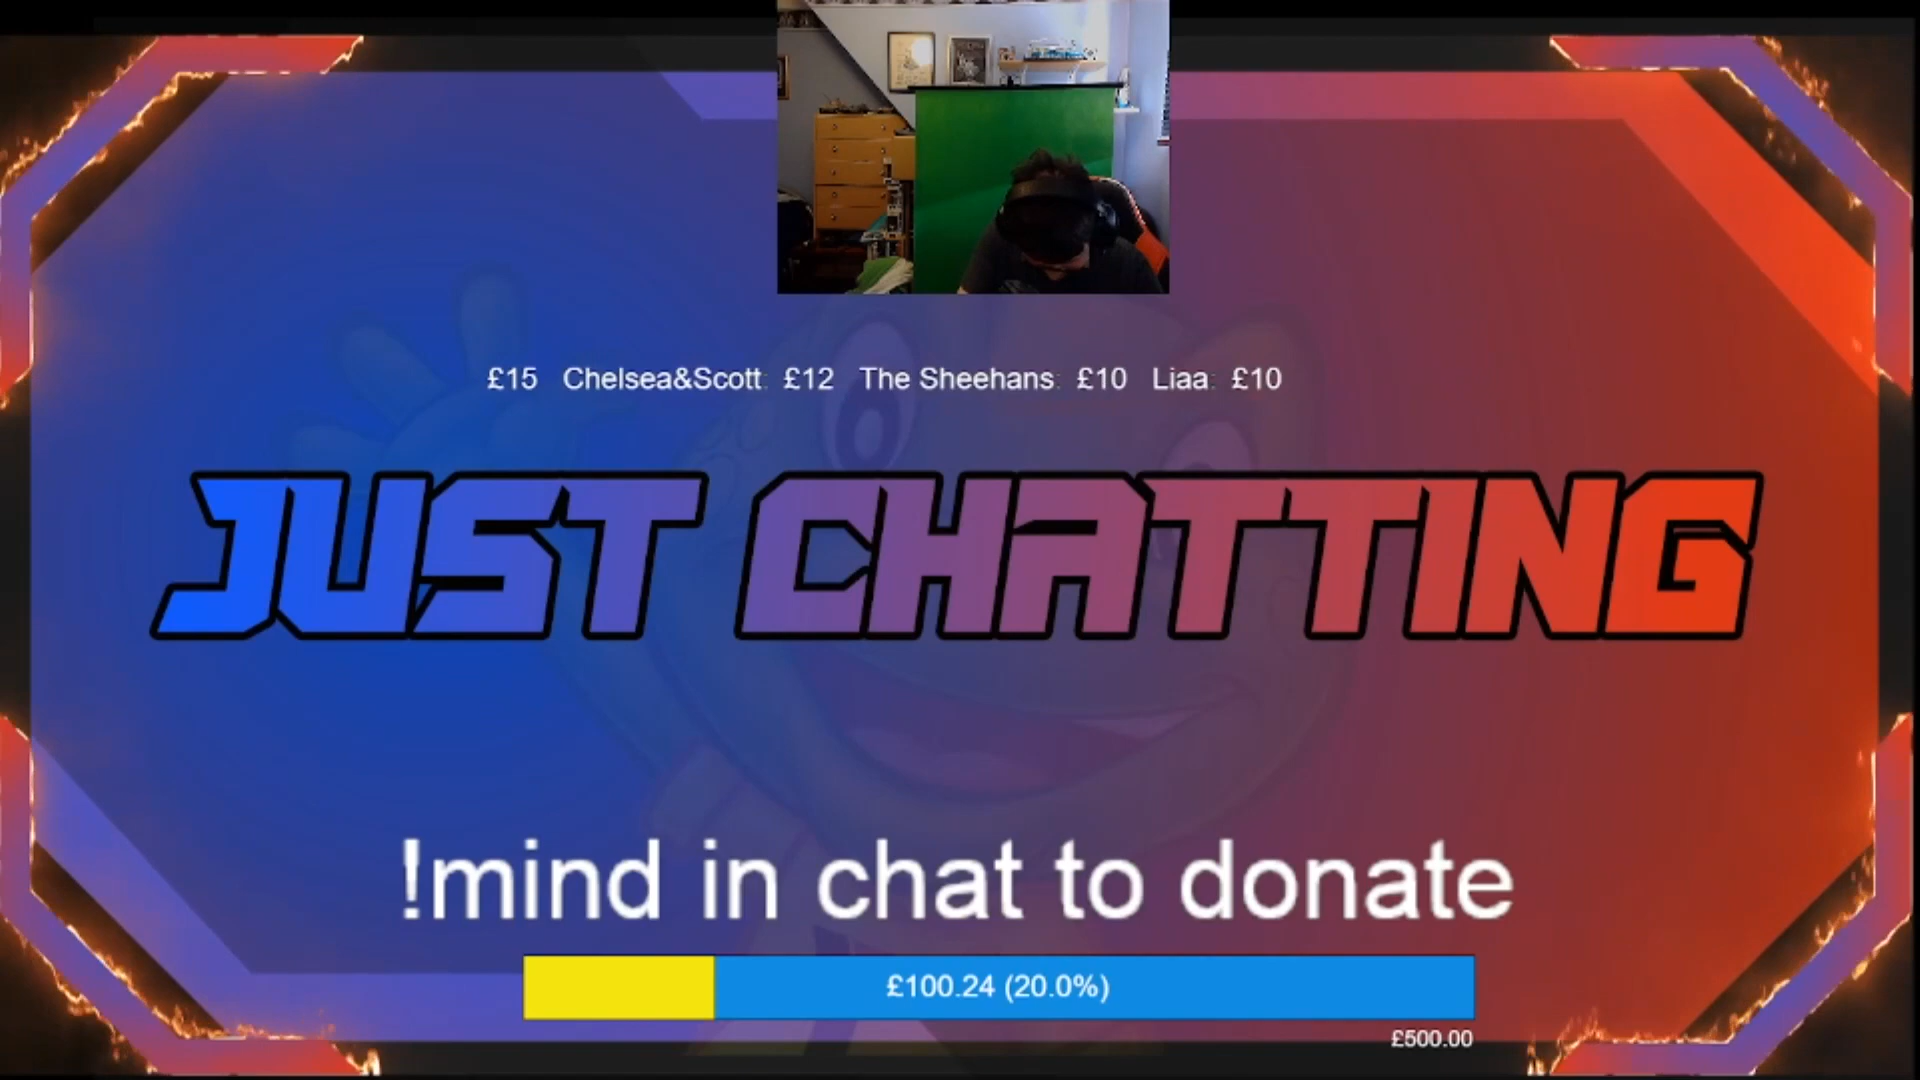 £15 Chelsea&Scott: £12 The Sheehans: £10 Liaa: £10
JUST CHATTING
!mind in chat to donate
£100.24 (20.0%)
£500.00